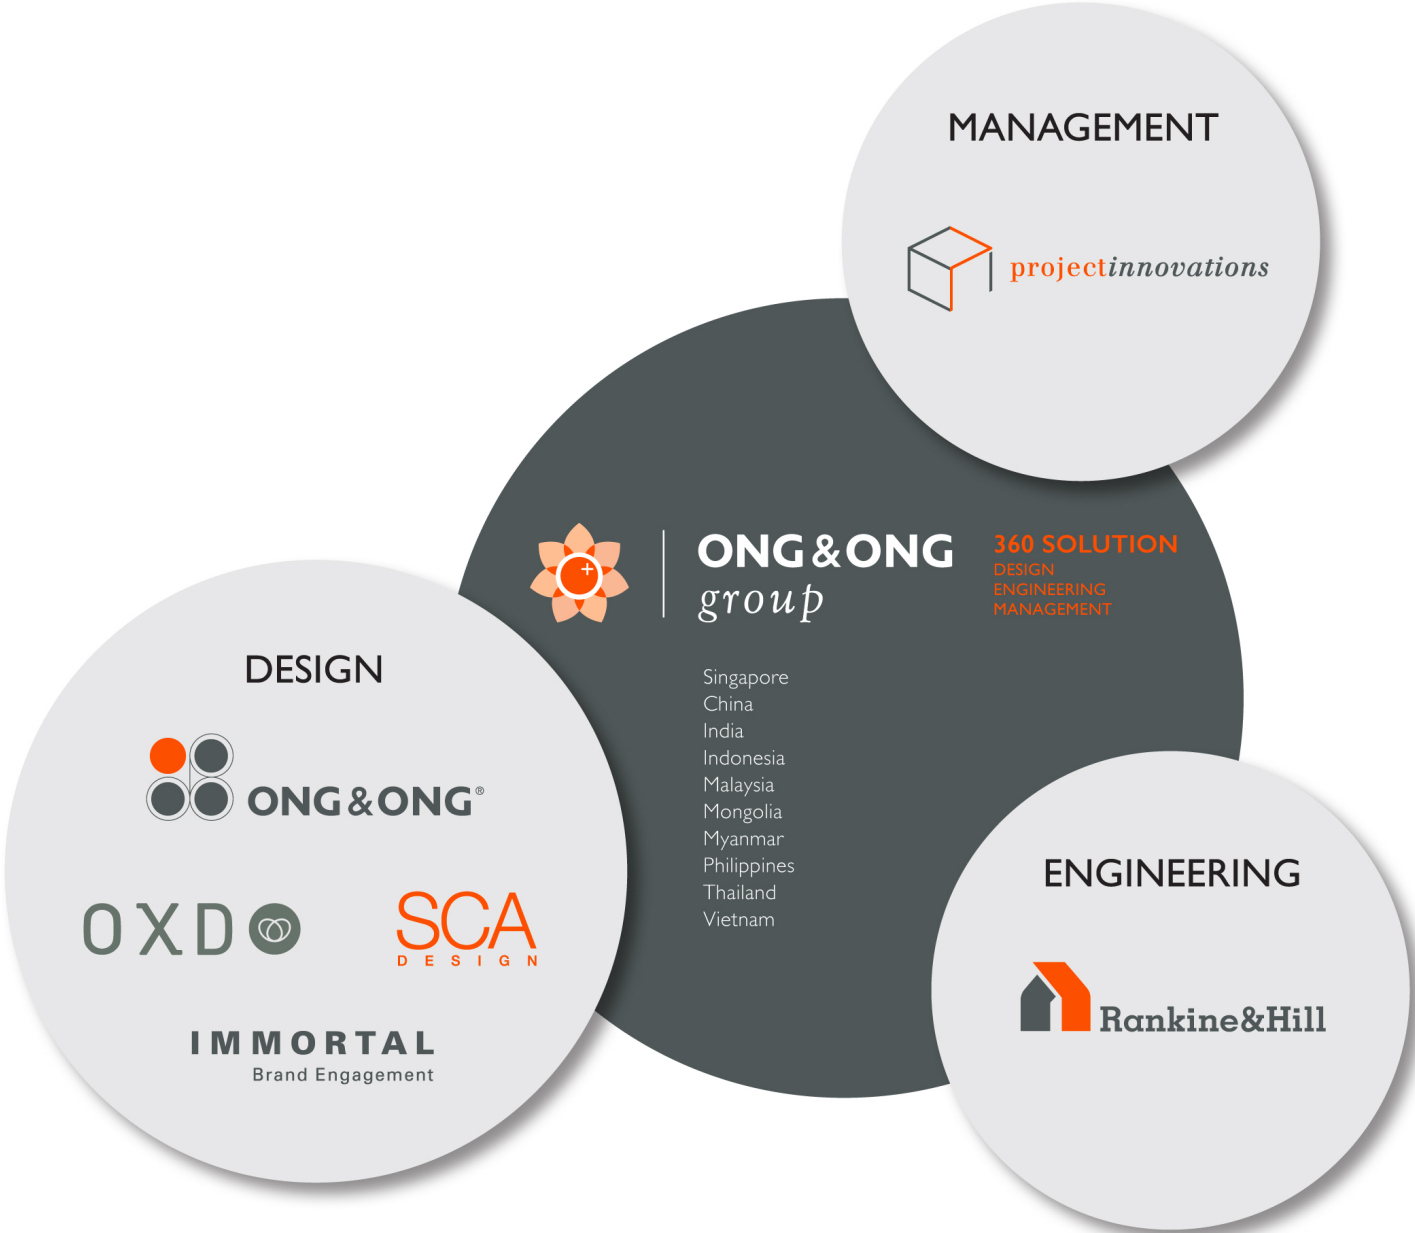 MANAGEMENT
projectinnovations
ONG&ONG
group
360 SOLUTION
DESIGN
ENGINEERING
MANAGEMENT
Singapore
China
India
Indonesia
Malaysia
Mongolia
Myanmar
Philippines
Thailand
Vietnam
DESIGN
ONG&ONG®
OXD
SCA
DESIGN
IMMORTAL
Brand Engagement
ENGINEERING
Rankine&Hill